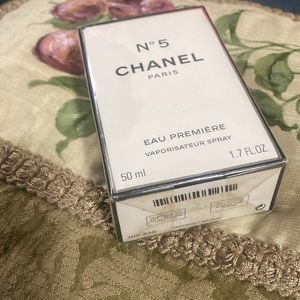 N°5
CHANEL
PARIS
EAU PREMIÈRE
VAPORISATEUR SPRAY
50 ml
1.7 FL.OZ.